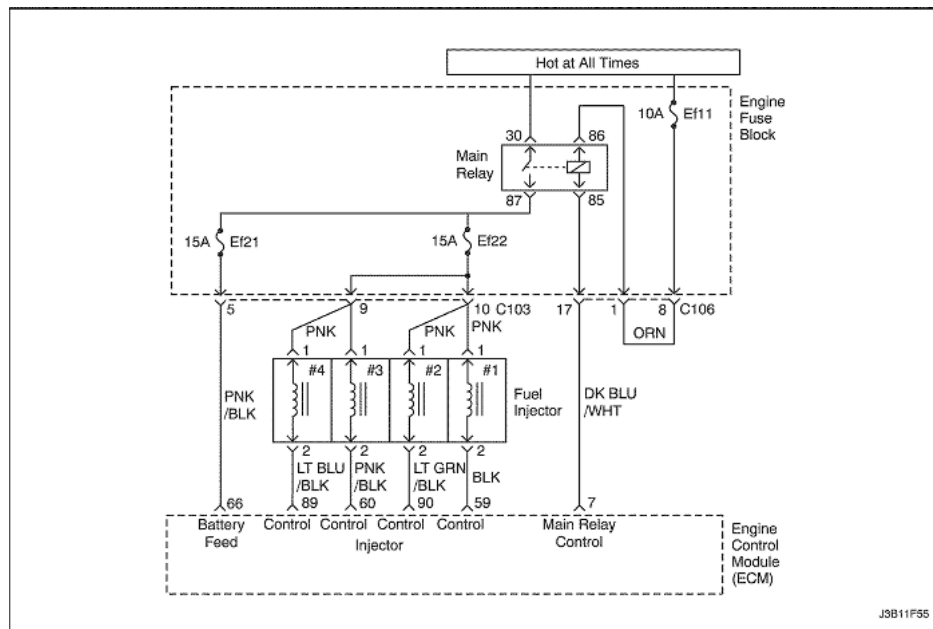 Hot at All Times
10A Ef11
Engine
Fuse
Block
30 86
Main
Relay
87 85
15A Ef21
15A Ef22
5 9 10 C103 17 1 8 C106
PNK PNK PNK ORN
1 1 1 1
#4 #3 #2 #1
Fuel
Injector
PNK
/BLK
DK BLU
/WHT
2 2 2 2
LT BLU
/BLK
PNK
/BLK
LT GRN
/BLK
BLK
66 89 60 90 59 7
Battery
Feed
Control Control Control Control
Injector
Main Relay
Control
Engine
Control
Module
(ECM)
J3B11F55